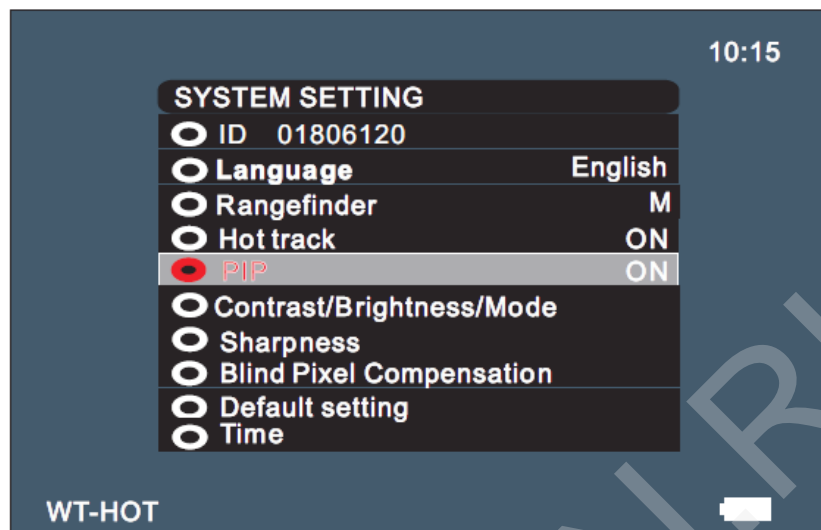 10:15
SYSTEM SETTING
ID 01806120
Language English
Rangefinder M
Hot track ON
PIP ON
Contrast/Brightness/Mode
Sharpness
Blind Pixel Compensation
Default setting
Time
WT-HOT